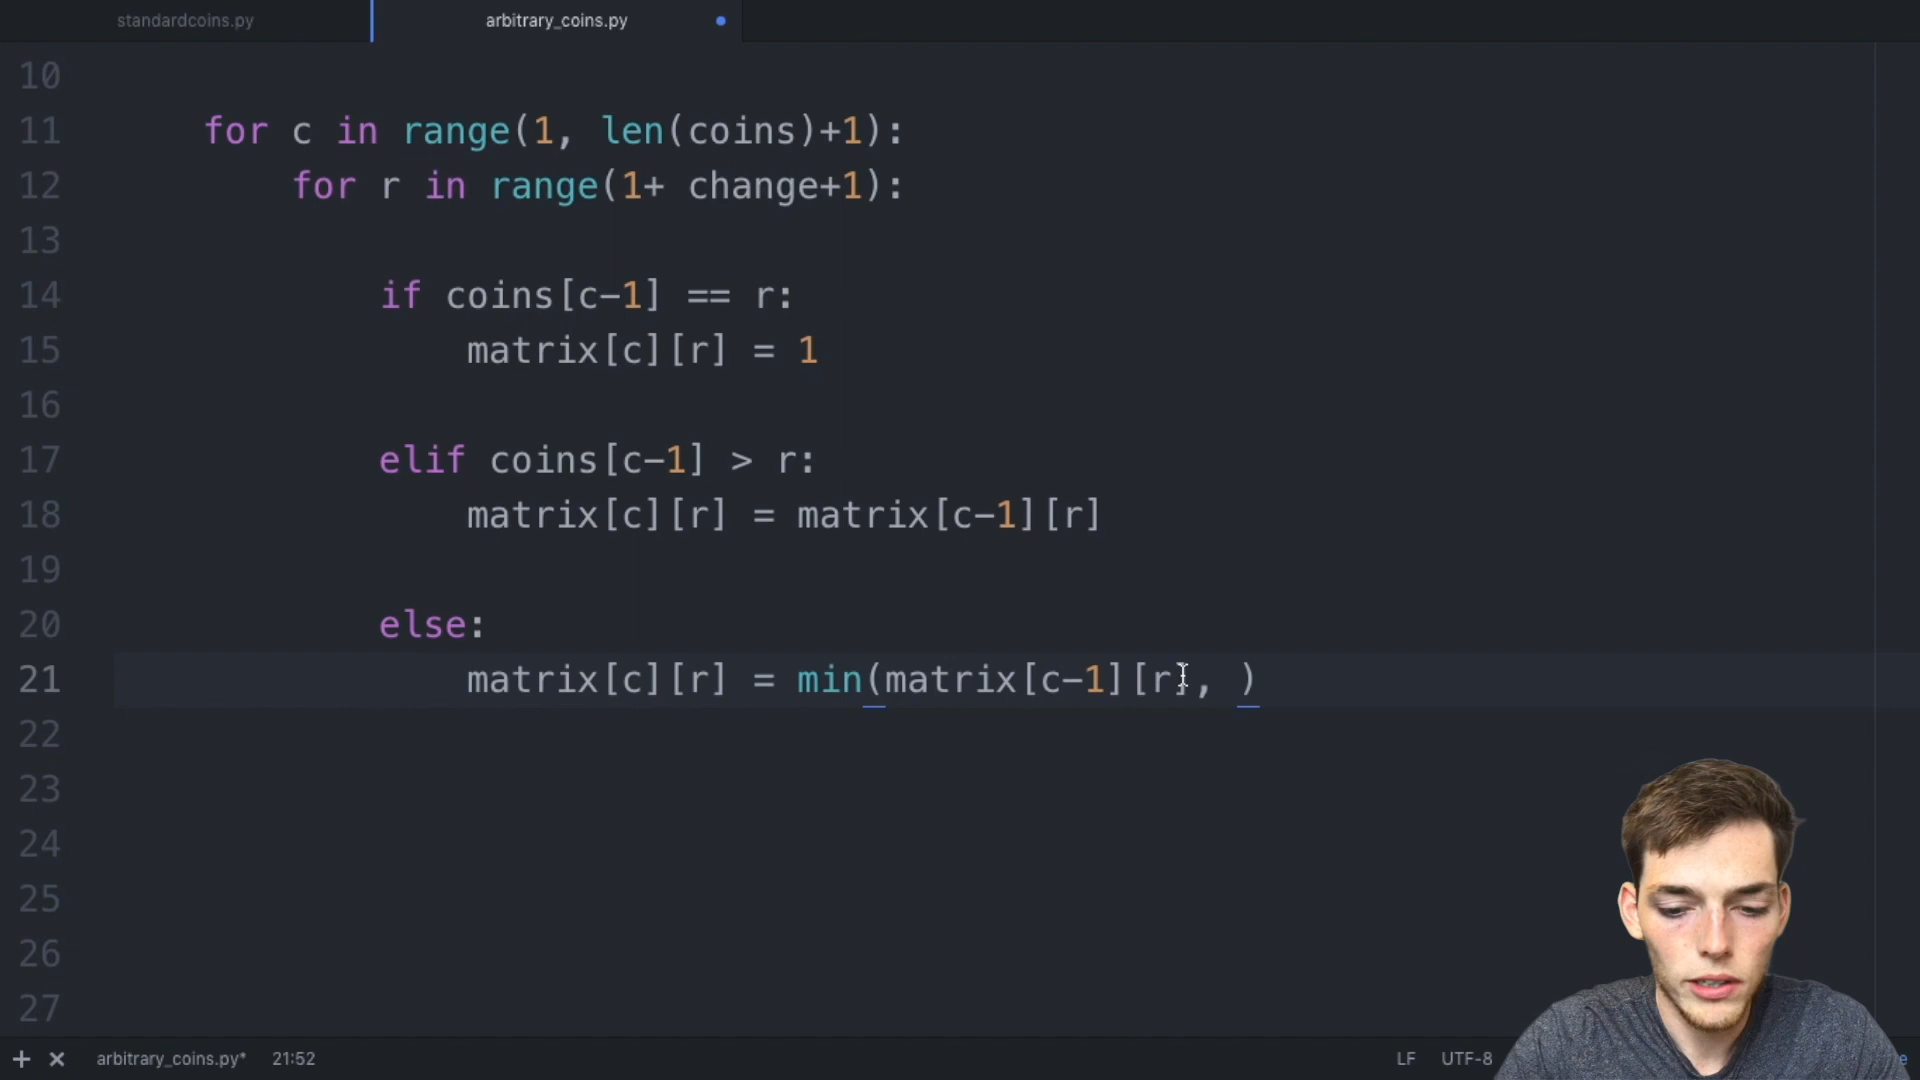 standardcoins.py
arbitrary_coins.py
10
11 for c in range(1, len(coins)+1):
12 for r in range(1+ change+1):
13
14 if coins[c-1] == r:
15 matrix[c][r] = 1
16
17 elif coins[c-1] > r:
18 matrix[c][r] = matrix[c-1][r]
19
20 else:
21 matrix[c][r] = min(matrix[c-1][r], )
22
23
24
25
26
27
+ × arbitrary_coins.py* 21:52 LF UTF-8